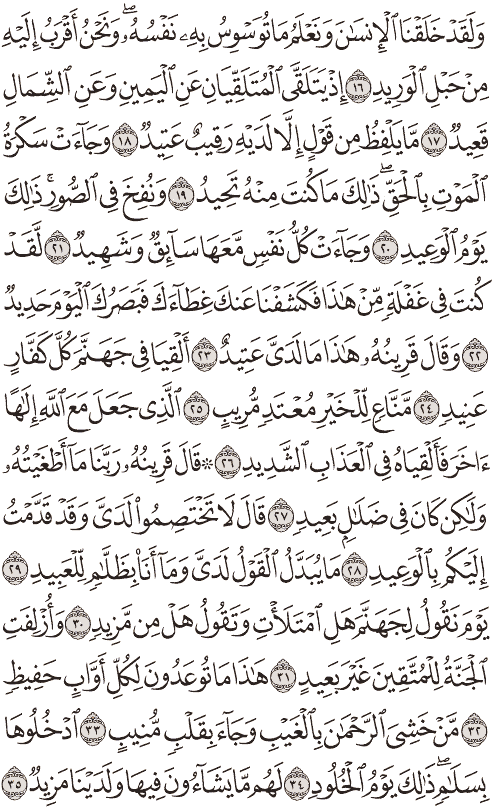 وَلَقَدْ خَلَقْنَا ٱلْإِنسَٰنَ وَنَعْلَمُ مَا تُوَسْوِسُ بِهِۦ نَفْسُهُۥۖ وَنَحْنُ أَقْرَبُ إِلَيْهِ
مِنْ حَبْلِ ٱلْوَرِيدِ ١٦ إِذْ يَتَلَقَّى ٱلْمُتَلَقِّيَانِ عَنِ ٱلْيَمِينِ وَعَنِ ٱلشِّمَالِ
قَعِيدٌ ١٧ مَّا يَلْفِظُ مِن قَوْلٍ إِلَّا لَدَيْهِ رَقِيبٌ عَتِيدٌ ١٨ وَجَآءَتْ سَكْرَةُ
ٱلْمَوْتِ بِٱلْحَقِّۖ ذَٰلِكَ مَا كُنتَ مِنْهُ تَحِيدُ ١٩ وَنُفِخَ فِي ٱلصُّورِۚ ذَٰلِكَ
يَوْمُ ٱلْوَعِيدِ ٢٠ وَجَآءَتْ كُلُّ نَفْسٍ مَّعَهَا سَآئِقٌ وَشَهِيدٌ ٢١ لَّقَدْ
كُنتَ فِي غَفْلَةٍ مِّنْ هَٰذَا فَكَشَفْنَا عَنكَ غِطَآءَكَ فَبَصَرُكَ ٱلْيَوْمَ حَدِيدٌ
٢٢ وَقَالَ قَرِينُهُۥ هَٰذَا مَا لَدَيَّ عَتِيدٌ ٢٣ أَلْقِيَا فِي جَهَنَّمَ كُلَّ كَفَّارٍ
عَنِيدٍ ٢٤ مَّنَّاعٍ لِّلْخَيْرِ مُعْتَدٍ مُّرِيبٍ ٢٥ ٱلَّذِي جَعَلَ مَعَ ٱللَّهِ إِلَٰهًا
ءَاخَرَ فَأَلْقِيَاهُ فِي ٱلْعَذَابِ ٱلشَّدِيدِ ٢٦ ۞ قَالَ قَرِينُهُۥ رَبَّنَا مَآ أَطْغَيْتُهُۥ
وَلَٰكِن كَانَ فِي ضَلَٰلٍۭ بَعِيدٍ ٢٧ قَالَ لَا تَخْتَصِمُوا۟ لَدَيَّ وَقَدْ قَدَّمْتُ
إِلَيْكُم بِٱلْوَعِيدِ ٢٨ مَا يُبَدَّلُ ٱلْقَوْلُ لَدَيَّ وَمَآ أَنَا۠ بِظَلَّٰمٍ لِّلْعَبِيدِ ٢٩
يَوْمَ نَقُولُ لِجَهَنَّمَ هَلِ ٱمْتَلَأْتِ وَتَقُولُ هَلْ مِن مَّزِيدٍ ٣٠ وَأُزْلِفَتِ
ٱلْجَنَّةُ لِلْمُتَّقِينَ غَيْرَ بَعِيدٍ ٣١ هَٰذَا مَا تُوعَدُونَ لِكُلِّ أَوَّابٍ حَفِيظٍ
٣٢ مَّنْ خَشِيَ ٱلرَّحْمَٰنَ بِٱلْغَيْبِ وَجَآءَ بِقَلْبٍ مُّنِيبٍ ٣٣ ٱدْخُلُوهَا
بِسَلَٰمٍۖ ذَٰلِكَ يَوْمُ ٱلْخُلُودِ ٣٤ لَهُم مَّا يَشَآءُونَ فِيهَا وَلَدَيْنَا مَزِيدٌ ٣٥